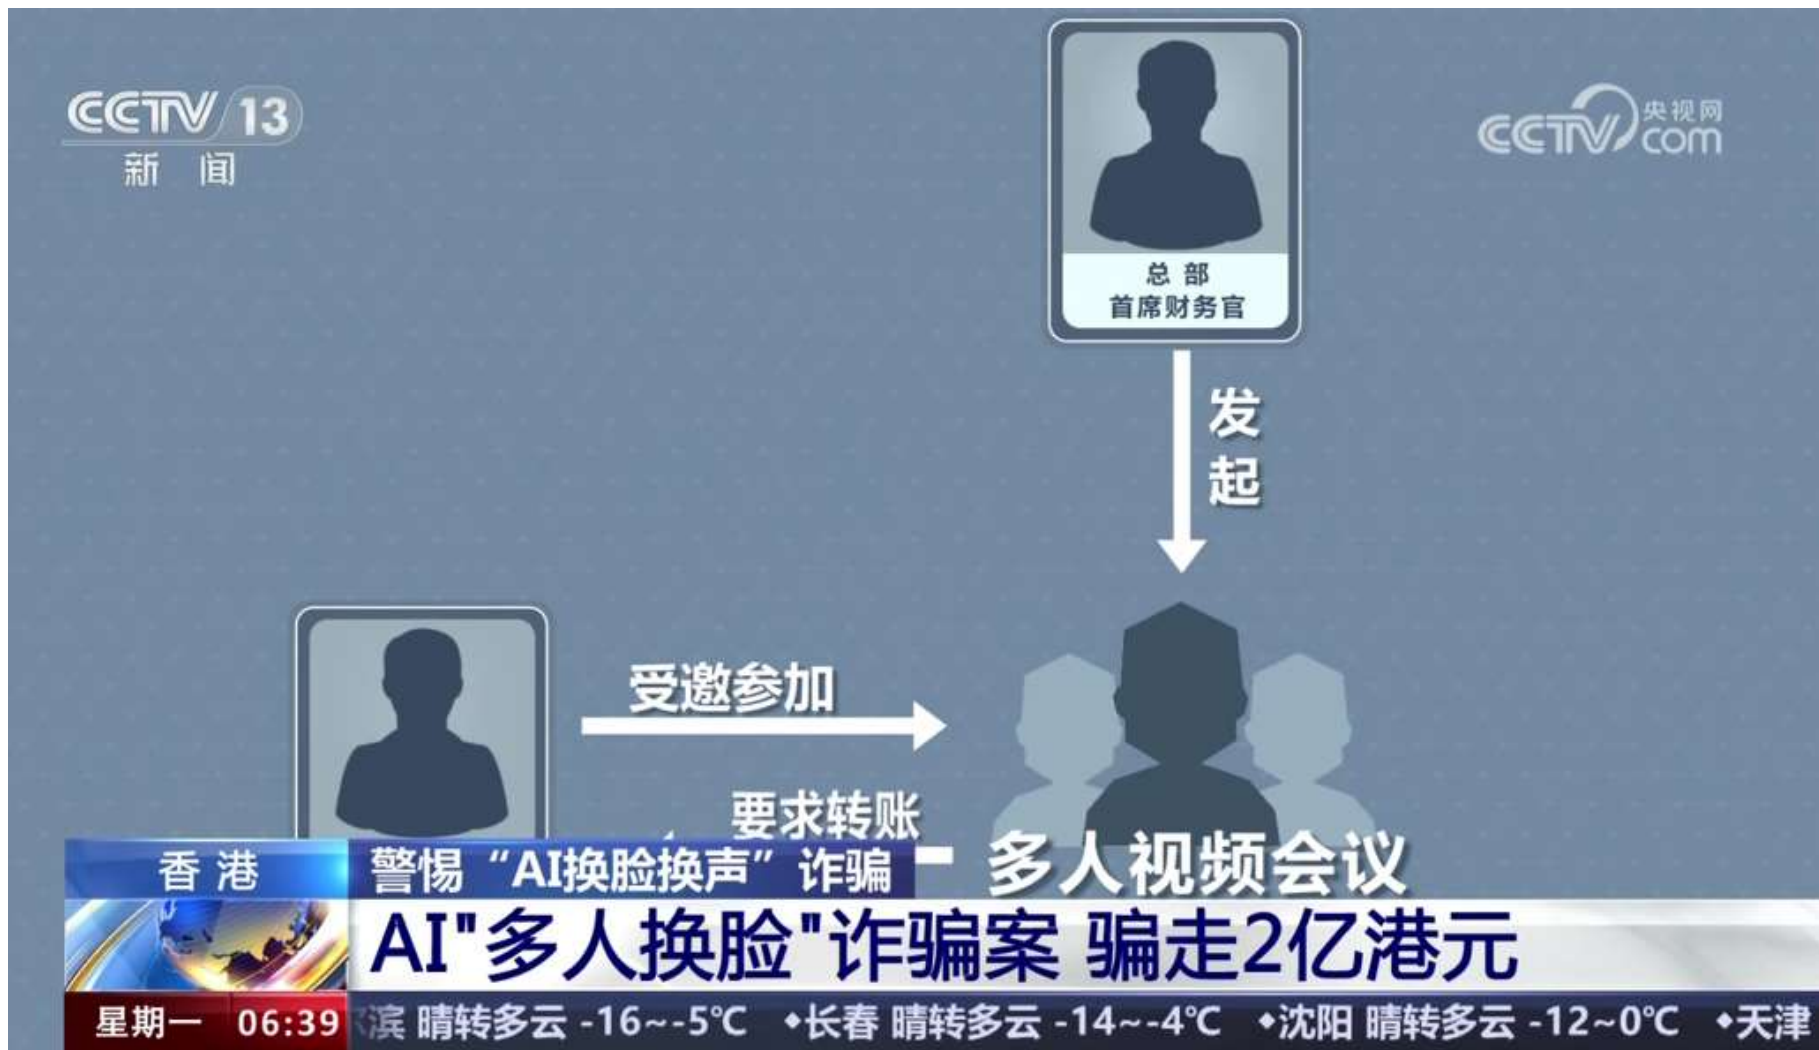 CCTV 13
新闻
CCTV 央视网
com
总部
首席财务官
发起
受邀参加
要求转账
多人视频会议
香港
警惕“AI换脸换声”诈骗
AI"多人换脸"诈骗案 骗走2亿港元
星期一 06:39
滨 晴转多云 -16~-5℃ ◆长春 晴转多云 -14~-4℃ ◆沈阳 晴转多云 -12~0℃ ◆天津